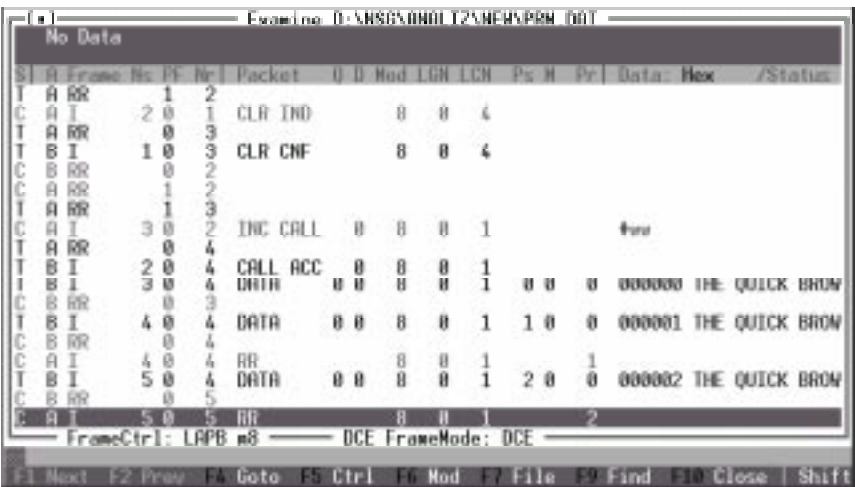 [▪] Examine D:\NSG\ANALIZ\NEW\PRN.DAT
No Data
S A Frame Ns PF Nr Packet Q D Mod LGN LCN Ps M Pr Data: Hex /Status
T A RR 1 2
C A I 2 0 1 CLR IND 8 0 4
T A RR 0 3
T B I 1 0 3 CLR CNF 8 0 4
C B RR 0 2
C A RR 1 2
T A RR 1 3
C A I 3 0 2 INC CALL 0 8 0 1
T A RR 0 4
T B I 2 0 4 CALL ACC 0 8 0 1
T B I 3 0 4 DATA 0 0 8 0 1 0 0 0 000000 THE QUICK BROW
C B RR 0 3
T B I 4 0 4 DATA 0 0 8 0 1 1 0 0 000001 THE QUICK BROW
C B RR 0 4
C A I 4 0 4 RR 8 0 1 1
T B I 5 0 4 DATA 0 0 8 0 1 2 0 0 000002 THE QUICK BROW
C B RR 0 5
C A I 5 0 5 RR 8 0 1 2
FrameCtrl: LAPB m8 DCE FrameMode: DCE
F1 Next F2 Prev F4 Goto F5 Ctrl F6 Mod F7 File F9 Find F10 Close | Shift